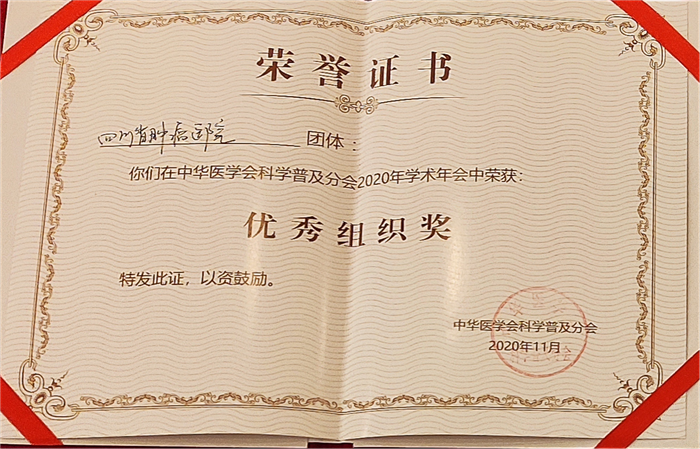 荣誉证书
四川省肿瘤医院 团体：
你们在中华医学会科学普及分会2020年学术年会中荣获：
优秀组织奖
特发此证，以资鼓励。
中华医学会科学普及分会
2020年11月